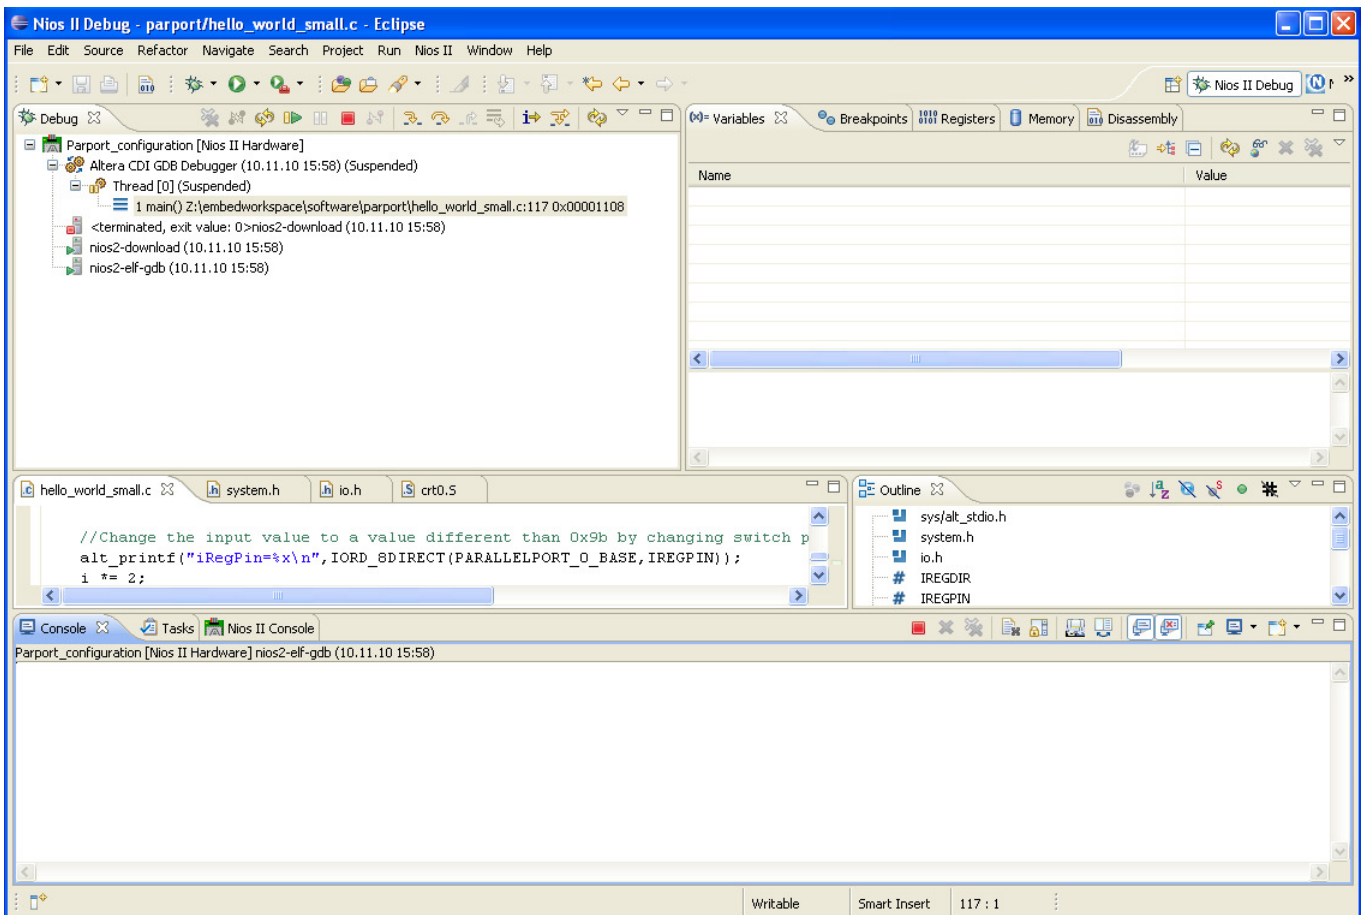 Nios II Debug - parport/hello_world_small.c - Eclipse
File Edit Source Refactor Navigate Search Project Run Nios II Window Help
Nios II Debug
Debug
Parport_configuration [Nios II Hardware]
Altera CDI GDB Debugger (10.11.10 15:58) (Suspended)
Thread [0] (Suspended)
1 main() Z:\embedworkspace\software\parport\hello_world_small.c:117 0x00001108
<terminated, exit value: 0>nios2-download (10.11.10 15:58)
nios2-download (10.11.10 15:58)
nios2-elf-gdb (10.11.10 15:58)
(x)= Variables Breakpoints 1010 0101 Registers Memory 010 Disassembly
Name Value
hello_world_small.c system.h io.h crt0.S
//Change the input value to a value different than 0x9b by changing switch p
alt_printf("iRegPin=%x\n",IORD_8DIRECT(PARALLELPORT_0_BASE,IREGPIN));
i *= 2;
Outline
sys/alt_stdio.h
system.h
io.h
# IREGDIR
# IREGPIN
Console Tasks Nios II Console
Parport_configuration [Nios II Hardware] nios2-elf-gdb (10.11.10 15:58)
Writable Smart Insert 117 : 1